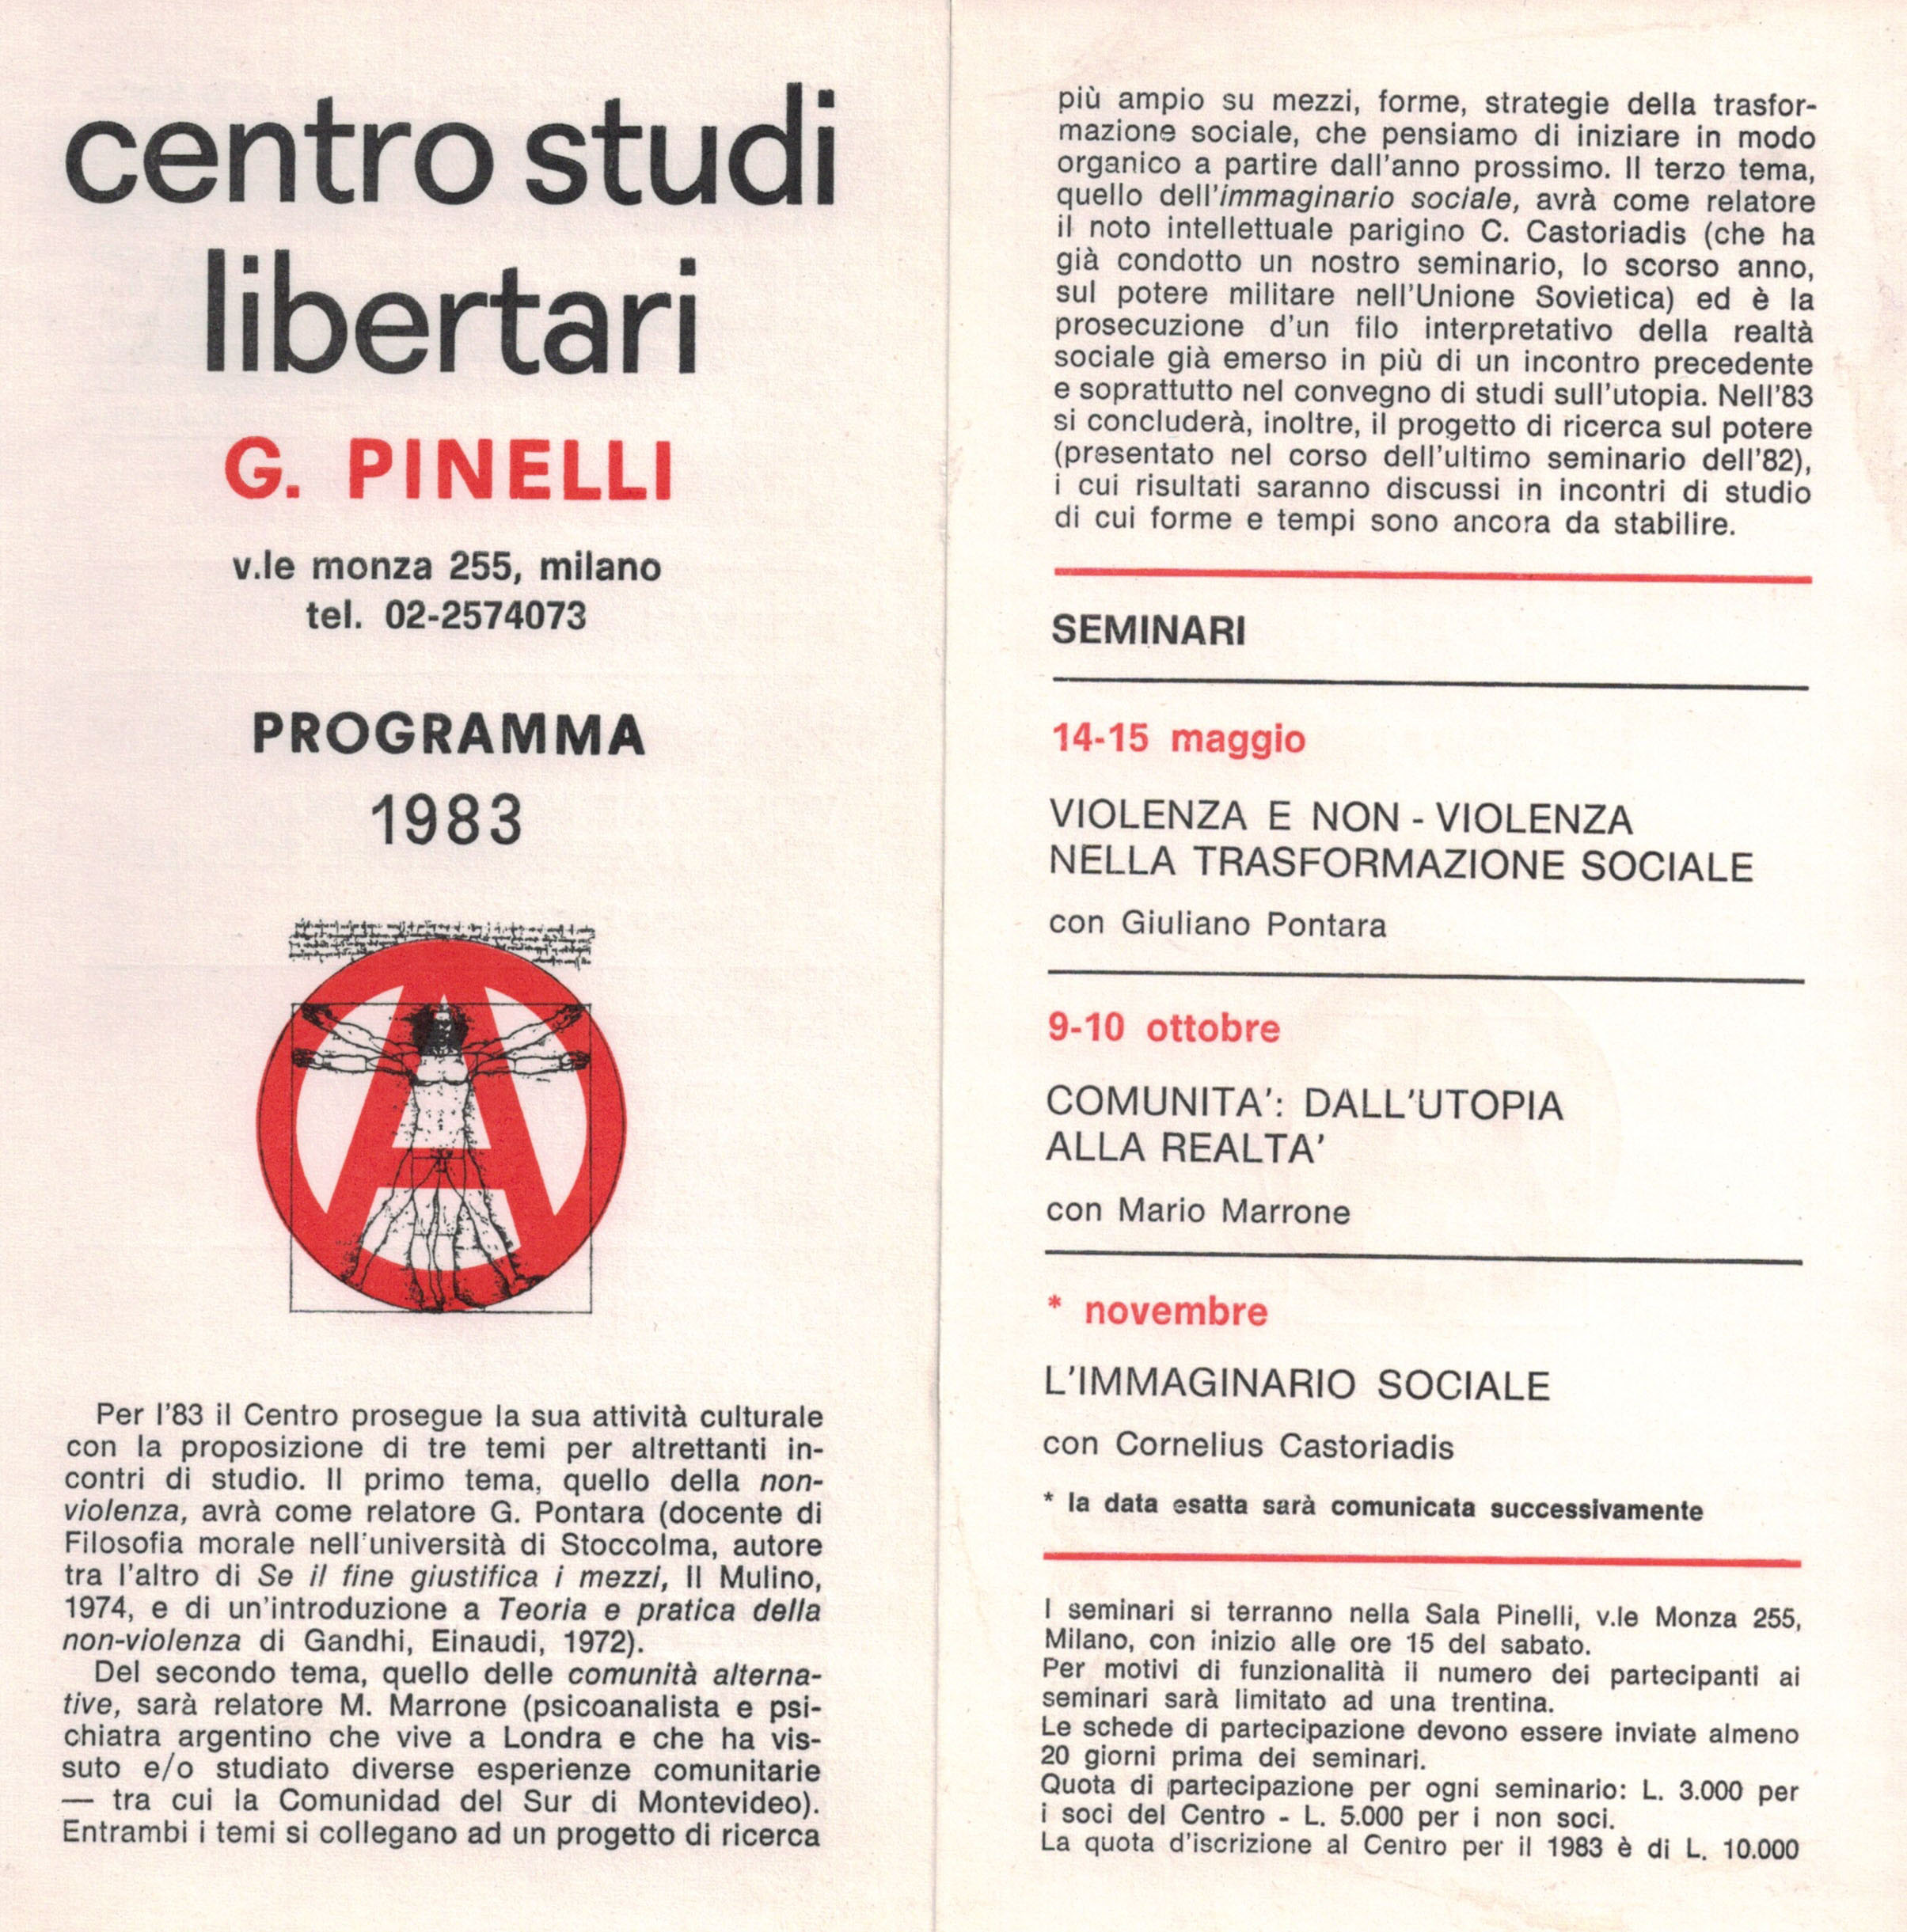 centro studi
libertari
G. PINELLI
v.le monza 255, milano
tel. 02-2574073
PROGRAMMA
1983
Per l'83 il Centro prosegue la sua attività culturale
con la proposizione di tre temi per altrettanti in-
contri di studio. Il primo tema, quello della non-
violenza, avrà come relatore G. Pontara (docente di
Filosofia morale nell'università di Stoccolma, autore
tra l'altro di Se il fine giustifica i mezzi, Il Mulino,
1974, e di un'introduzione a Teoria e pratica della
non-violenza di Gandhi, Einaudi, 1972).
Del secondo tema, quello delle comunità alterna-
tive, sarà relatore M. Marrone (psicoanalista e psi-
chiatra argentino che vive a Londra e che ha vis-
suto e/o studiato diverse esperienze comunitarie
— tra cui la Comunidad del Sur di Montevideo).
Entrambi i temi si collegano ad un progetto di ricerca
più ampio su mezzi, forme, strategie della trasfor-
mazione sociale, che pensiamo di iniziare in modo
organico a partire dall'anno prossimo. Il terzo tema,
quello dell'immaginario sociale, avrà come relatore
il noto intellettuale parigino C. Castoriadis (che ha
già condotto un nostro seminario, lo scorso anno,
sul potere militare nell'Unione Sovietica) ed è la
prosecuzione d'un filo interpretativo della realtà
sociale già emerso in più di un incontro precedente
e soprattutto nel convegno di studi sull'utopia. Nell'83
si concluderà, inoltre, il progetto di ricerca sul potere
(presentato nel corso dell'ultimo seminario dell'82),
i cui risultati saranno discussi in incontri di studio
di cui forme e tempi sono ancora da stabilire.
SEMINARI
14-15 maggio
VIOLENZA E NON - VIOLENZA
NELLA TRASFORMAZIONE SOCIALE
con Giuliano Pontara
9-10 ottobre
COMUNITA': DALL'UTOPIA
ALLA REALTA'
con Mario Marrone
* novembre
L'IMMAGINARIO SOCIALE
con Cornelius Castoriadis
* la data esatta sarà comunicata successivamente
I seminari si terranno nella Sala Pinelli, v.le Monza 255,
Milano, con inizio alle ore 15 del sabato.
Per motivi di funzionalità il numero dei partecipanti ai
seminari sarà limitato ad una trentina.
Le schede di partecipazione devono essere inviate almeno
20 giorni prima dei seminari.
Quota di partecipazione per ogni seminario: L. 3.000 per
i soci del Centro - L. 5.000 per i non soci.
La quota d'iscrizione al Centro per il 1983 è di L. 10.000